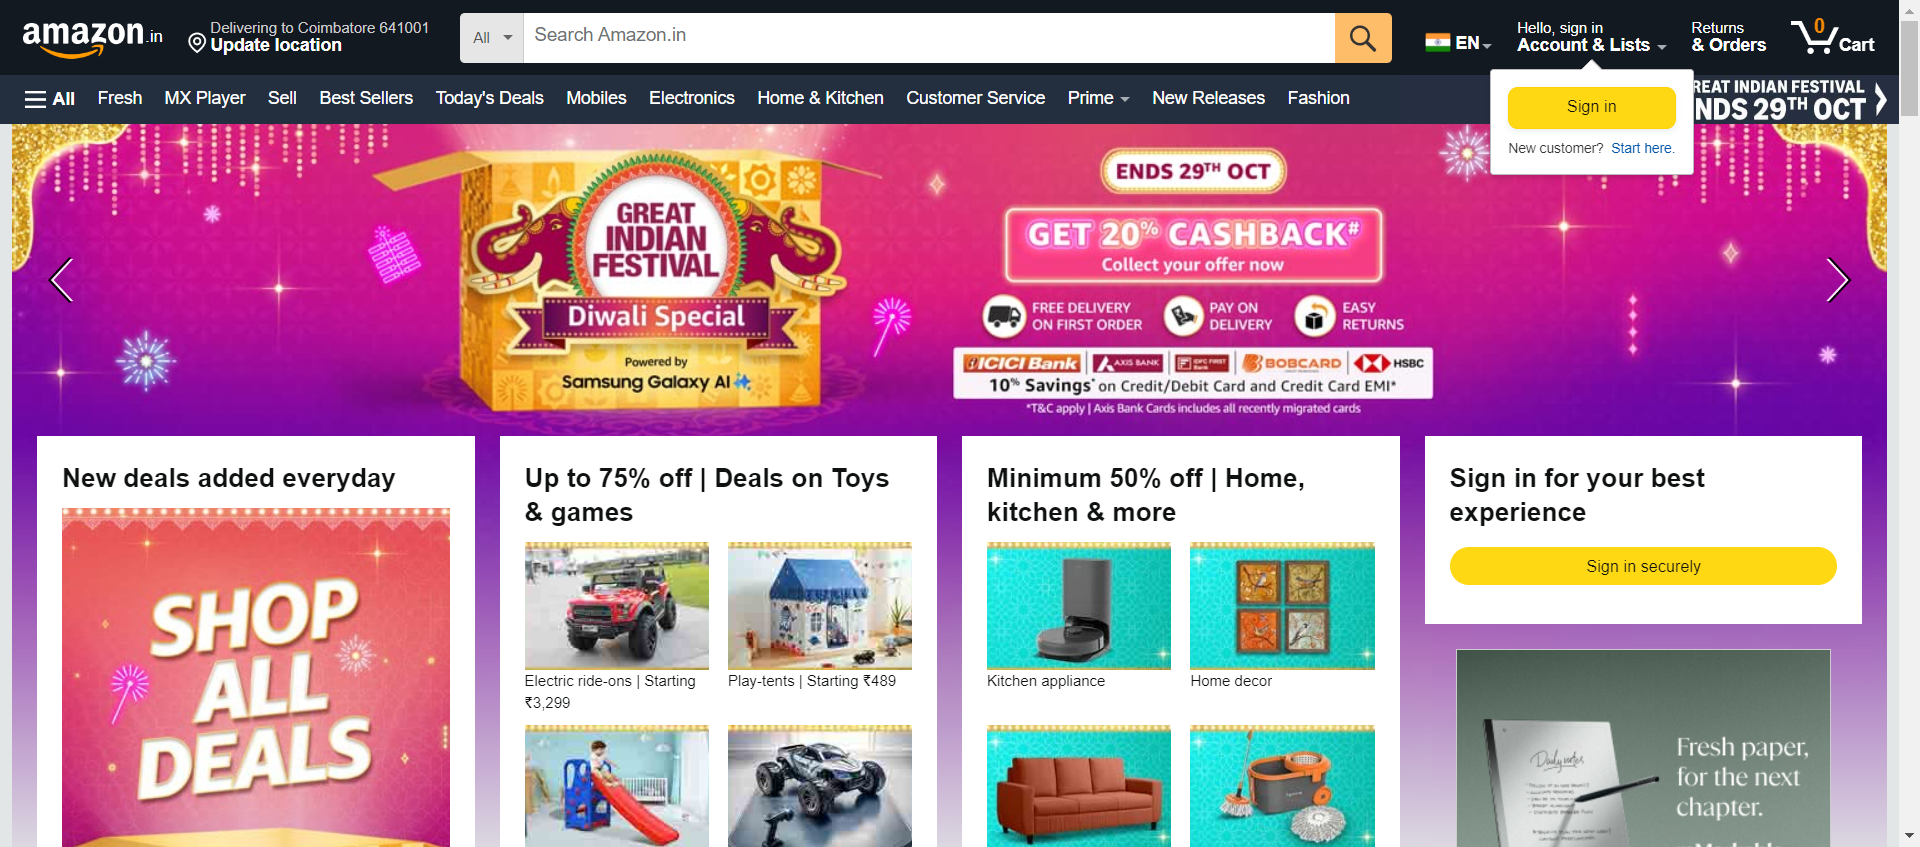 amazon.in
Delivering to Coimbatore 641001
Update location
All
Search Amazon.in
EN
Hello, sign in
Account & Lists
Returns
& Orders
0
Cart
All
Fresh
MX Player
Sell
Best Sellers
Today's Deals
Mobiles
Electronics
Home & Kitchen
Customer Service
Prime
New Releases
Fashion
REAT INDIAN FESTIVAL
NDS 29TH OCT
Sign in
New customer? Start here.
GREAT
INDIAN
FESTIVAL
Diwali Special
Powered by
Samsung Galaxy AI
ENDS 29TH OCT
GET 20% CASHBACK#
Collect your offer now
FREE DELIVERY
ON FIRST ORDER
PAY ON
DELIVERY
EASY
RETURNS
ICICI Bank
AXIS BANK
IDFC FIRST
Bank
BOBCARD
HSBC
10% Savings* on Credit/Debit Card and Credit Card EMI*
*T&C apply | Axis Bank Cards includes all recently migrated cards
New deals added everyday
SHOP
ALL
DEALS
Up to 75% off | Deals on Toys
& games
Electric ride-ons | Starting
₹3,299
Play-tents | Starting ₹489
Minimum 50% off | Home,
kitchen & more
Kitchen appliance
Home decor
Sign in for your best
experience
Sign in securely
Daily notes
Fresh paper,
for the next
chapter.